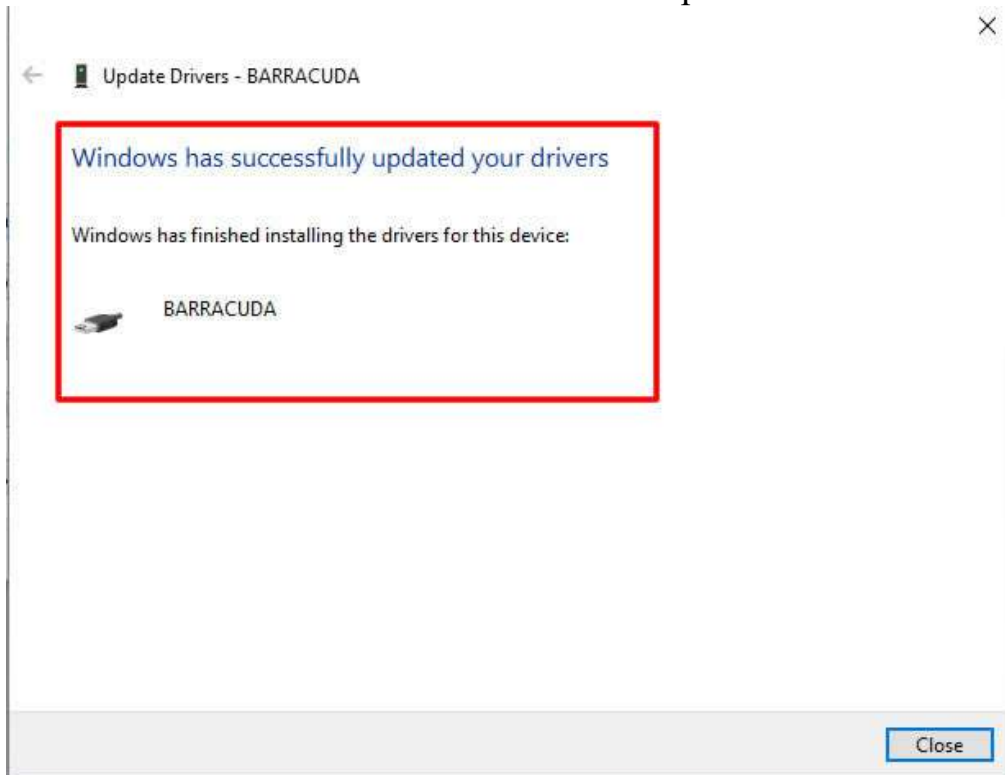 Update Drivers - BARRACUDA
Windows has successfully updated your drivers
Windows has finished installing the drivers for this device:
BARRACUDA
Close